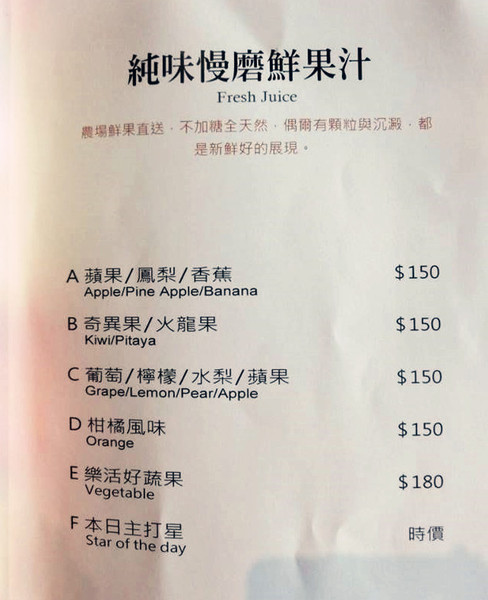 純味慢磨鮮果汁
Fresh Juice
農場鮮果直送，不加糖全天然，偶爾有顆粒與沉澱，都
是新鮮好的展現。
A 蘋果/鳳梨/香蕉 $150
Apple/Pine Apple/Banana
B 奇異果/火龍果 $150
Kiwi/Pitaya
C 葡萄/檸檬/水梨/蘋果 $150
Grape/Lemon/Pear/Apple
D 柑橘風味 $150
Orange
E 樂活好蔬果 $180
Vegetable
F 本日主打星 時價
Star of the day